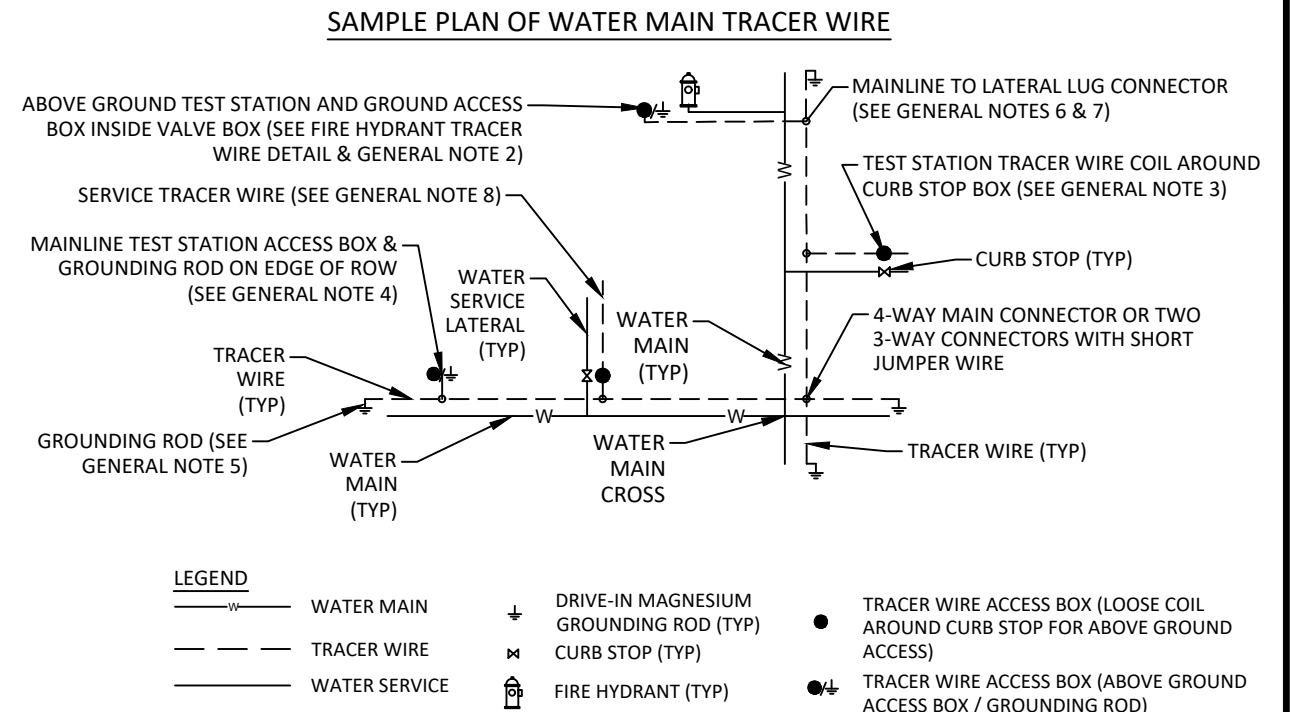 SAMPLE PLAN OF WATER MAIN TRACER WIRE
ABOVE GROUND TEST STATION AND GROUND ACCESS
BOX INSIDE VALVE BOX (SEE FIRE HYDRANT TRACER
WIRE DETAIL & GENERAL NOTE 2)
MAINLINE TO LATERAL LUG CONNECTOR
(SEE GENERAL NOTES 6 & 7)
TEST STATION TRACER WIRE COIL AROUND
CURB STOP BOX (SEE GENERAL NOTE 3)
SERVICE TRACER WIRE (SEE GENERAL NOTE 8)
MAINLINE TEST STATION ACCESS BOX &
GROUNDING ROD ON EDGE OF ROW
(SEE GENERAL NOTE 4)
WATER
SERVICE
LATERAL
(TYP)
WATER
MAIN
(TYP)
W
W
CURB STOP (TYP)
4-WAY MAIN CONNECTOR OR TWO
3-WAY CONNECTORS WITH SHORT
JUMPER WIRE
TRACER
WIRE
(TYP)
W
W
GROUNDING ROD (SEE
GENERAL NOTE 5)
WATER
MAIN
(TYP)
WATER
MAIN
CROSS
TRACER WIRE (TYP)
LEGEND
W
WATER MAIN
TRACER WIRE
WATER SERVICE
DRIVE-IN MAGNESIUM
GROUNDING ROD (TYP)
CURB STOP (TYP)
FIRE HYDRANT (TYP)
TRACER WIRE ACCESS BOX (LOOSE COIL
AROUND CURB STOP FOR ABOVE GROUND
ACCESS)
TRACER WIRE ACCESS BOX (ABOVE GROUND
ACCESS BOX / GROUNDING ROD)